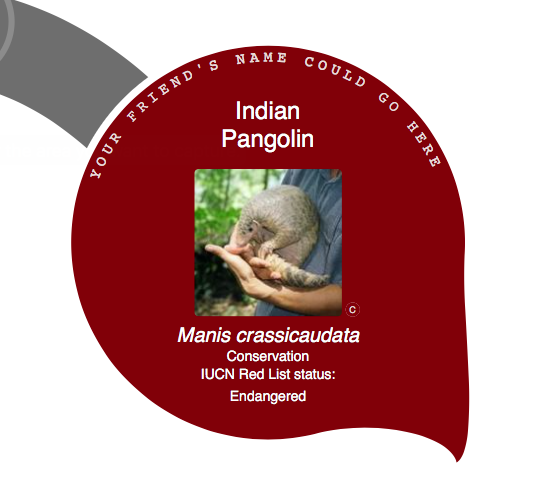 YOUR FRIEND'S NAME COULD GO HERE
Indian
Pangolin
C
Manis crassicaudata
Conservation
IUCN Red List status:
Endangered